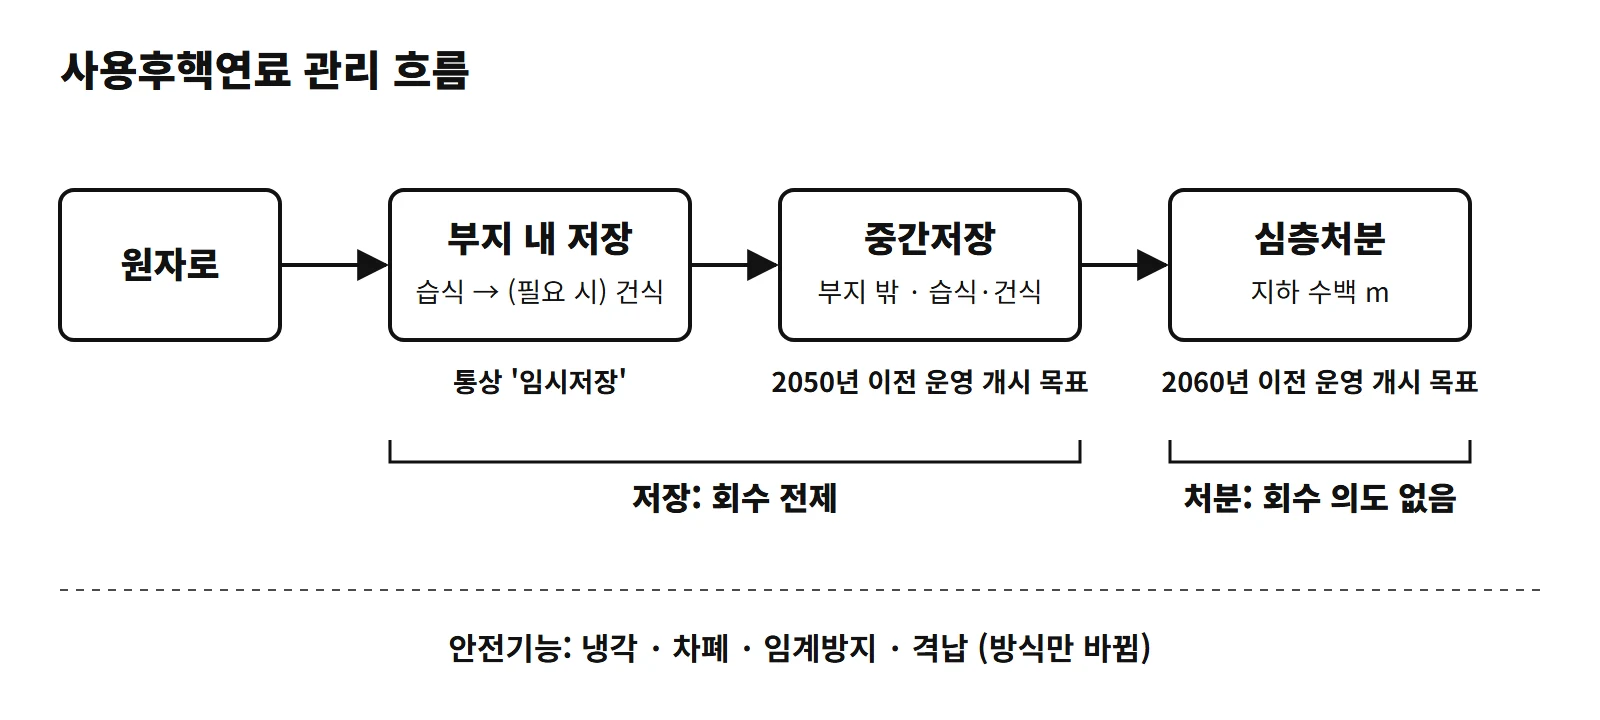 사용후핵연료 관리 흐름
원자로
부지 내 저장
습식 → (필요 시) 건식
통상 '임시저장'
중간저장
부지 밖 · 습식·건식
2050년 이전 운영 개시 목표
심층처분
지하 수백 m
2060년 이전 운영 개시 목표
저장: 회수 전제
처분: 회수 의도 없음
안전기능: 냉각 · 차폐 · 임계방지 · 격납 (방식만 바뀜)